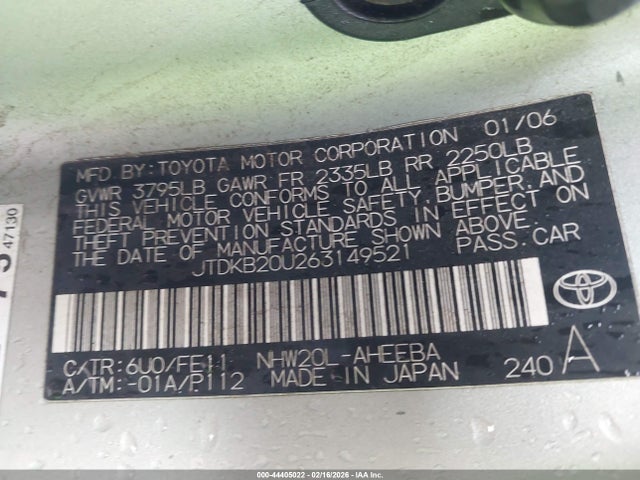 MFD.BY:TOYOTA MOTOR CORPORATION 01/06
GVWR 3795LB GAWR FR 2335LB RR 2250LB
THIS VEHICLE CONFORMS TO ALL APPLICABLE
FEDERAL MOTOR VEHICLE SAFETY,BUMPER,AND
THEFT PREVENTION STANDARDS IN EFFECT ON
THE DATE OF MANUFACTURE SHOWN ABOVE.
JTDKB20U263149521 PASS.CAR
C/TR:6U0/FE11 NHW20L-AHEEBA
A/TM:-01A/P112 MADE IN JAPAN 240 A
47130
000-44405022 | 02/16/2026 - COPYRIGHT IAA, LLC.